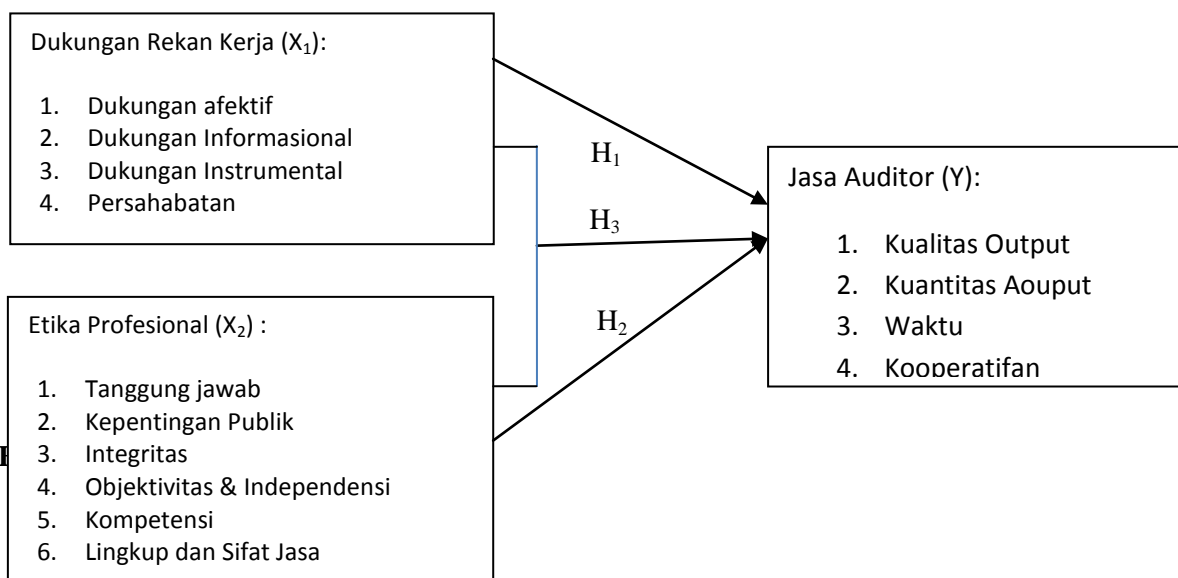 Dukungan Rekan Kerja (X₁):
1. Dukungan afektif
2. Dukungan Informasional
3. Dukungan Instrumental
4. Persahabatan
H₁
H₃
H₂
Jasa Auditor (Y):
1. Kualitas Output
2. Kuantitas Aouput
3. Waktu
4. Kooperatifan
Etika Profesional (X₂) :
1. Tanggung jawab
2. Kepentingan Publik
3. Integritas
4. Objektivitas & Independensi
5. Kompetensi
6. Lingkup dan Sifat Jasa